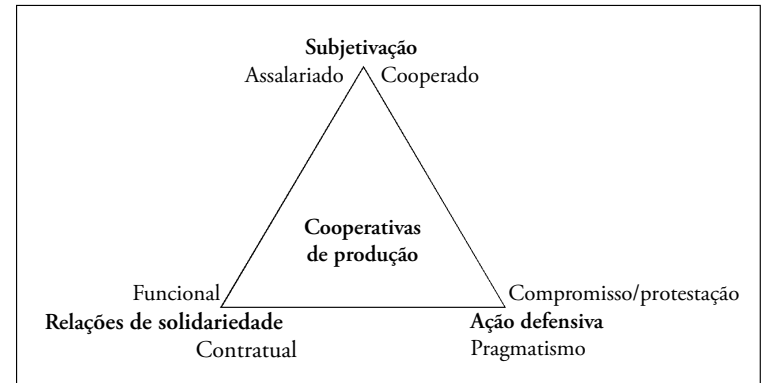 Subjetivação
Assalariado Cooperado
Cooperativas
de produção
Funcional Compromisso/protestação
Relações de solidariedade Ação defensiva
Contratual Pragmatismo